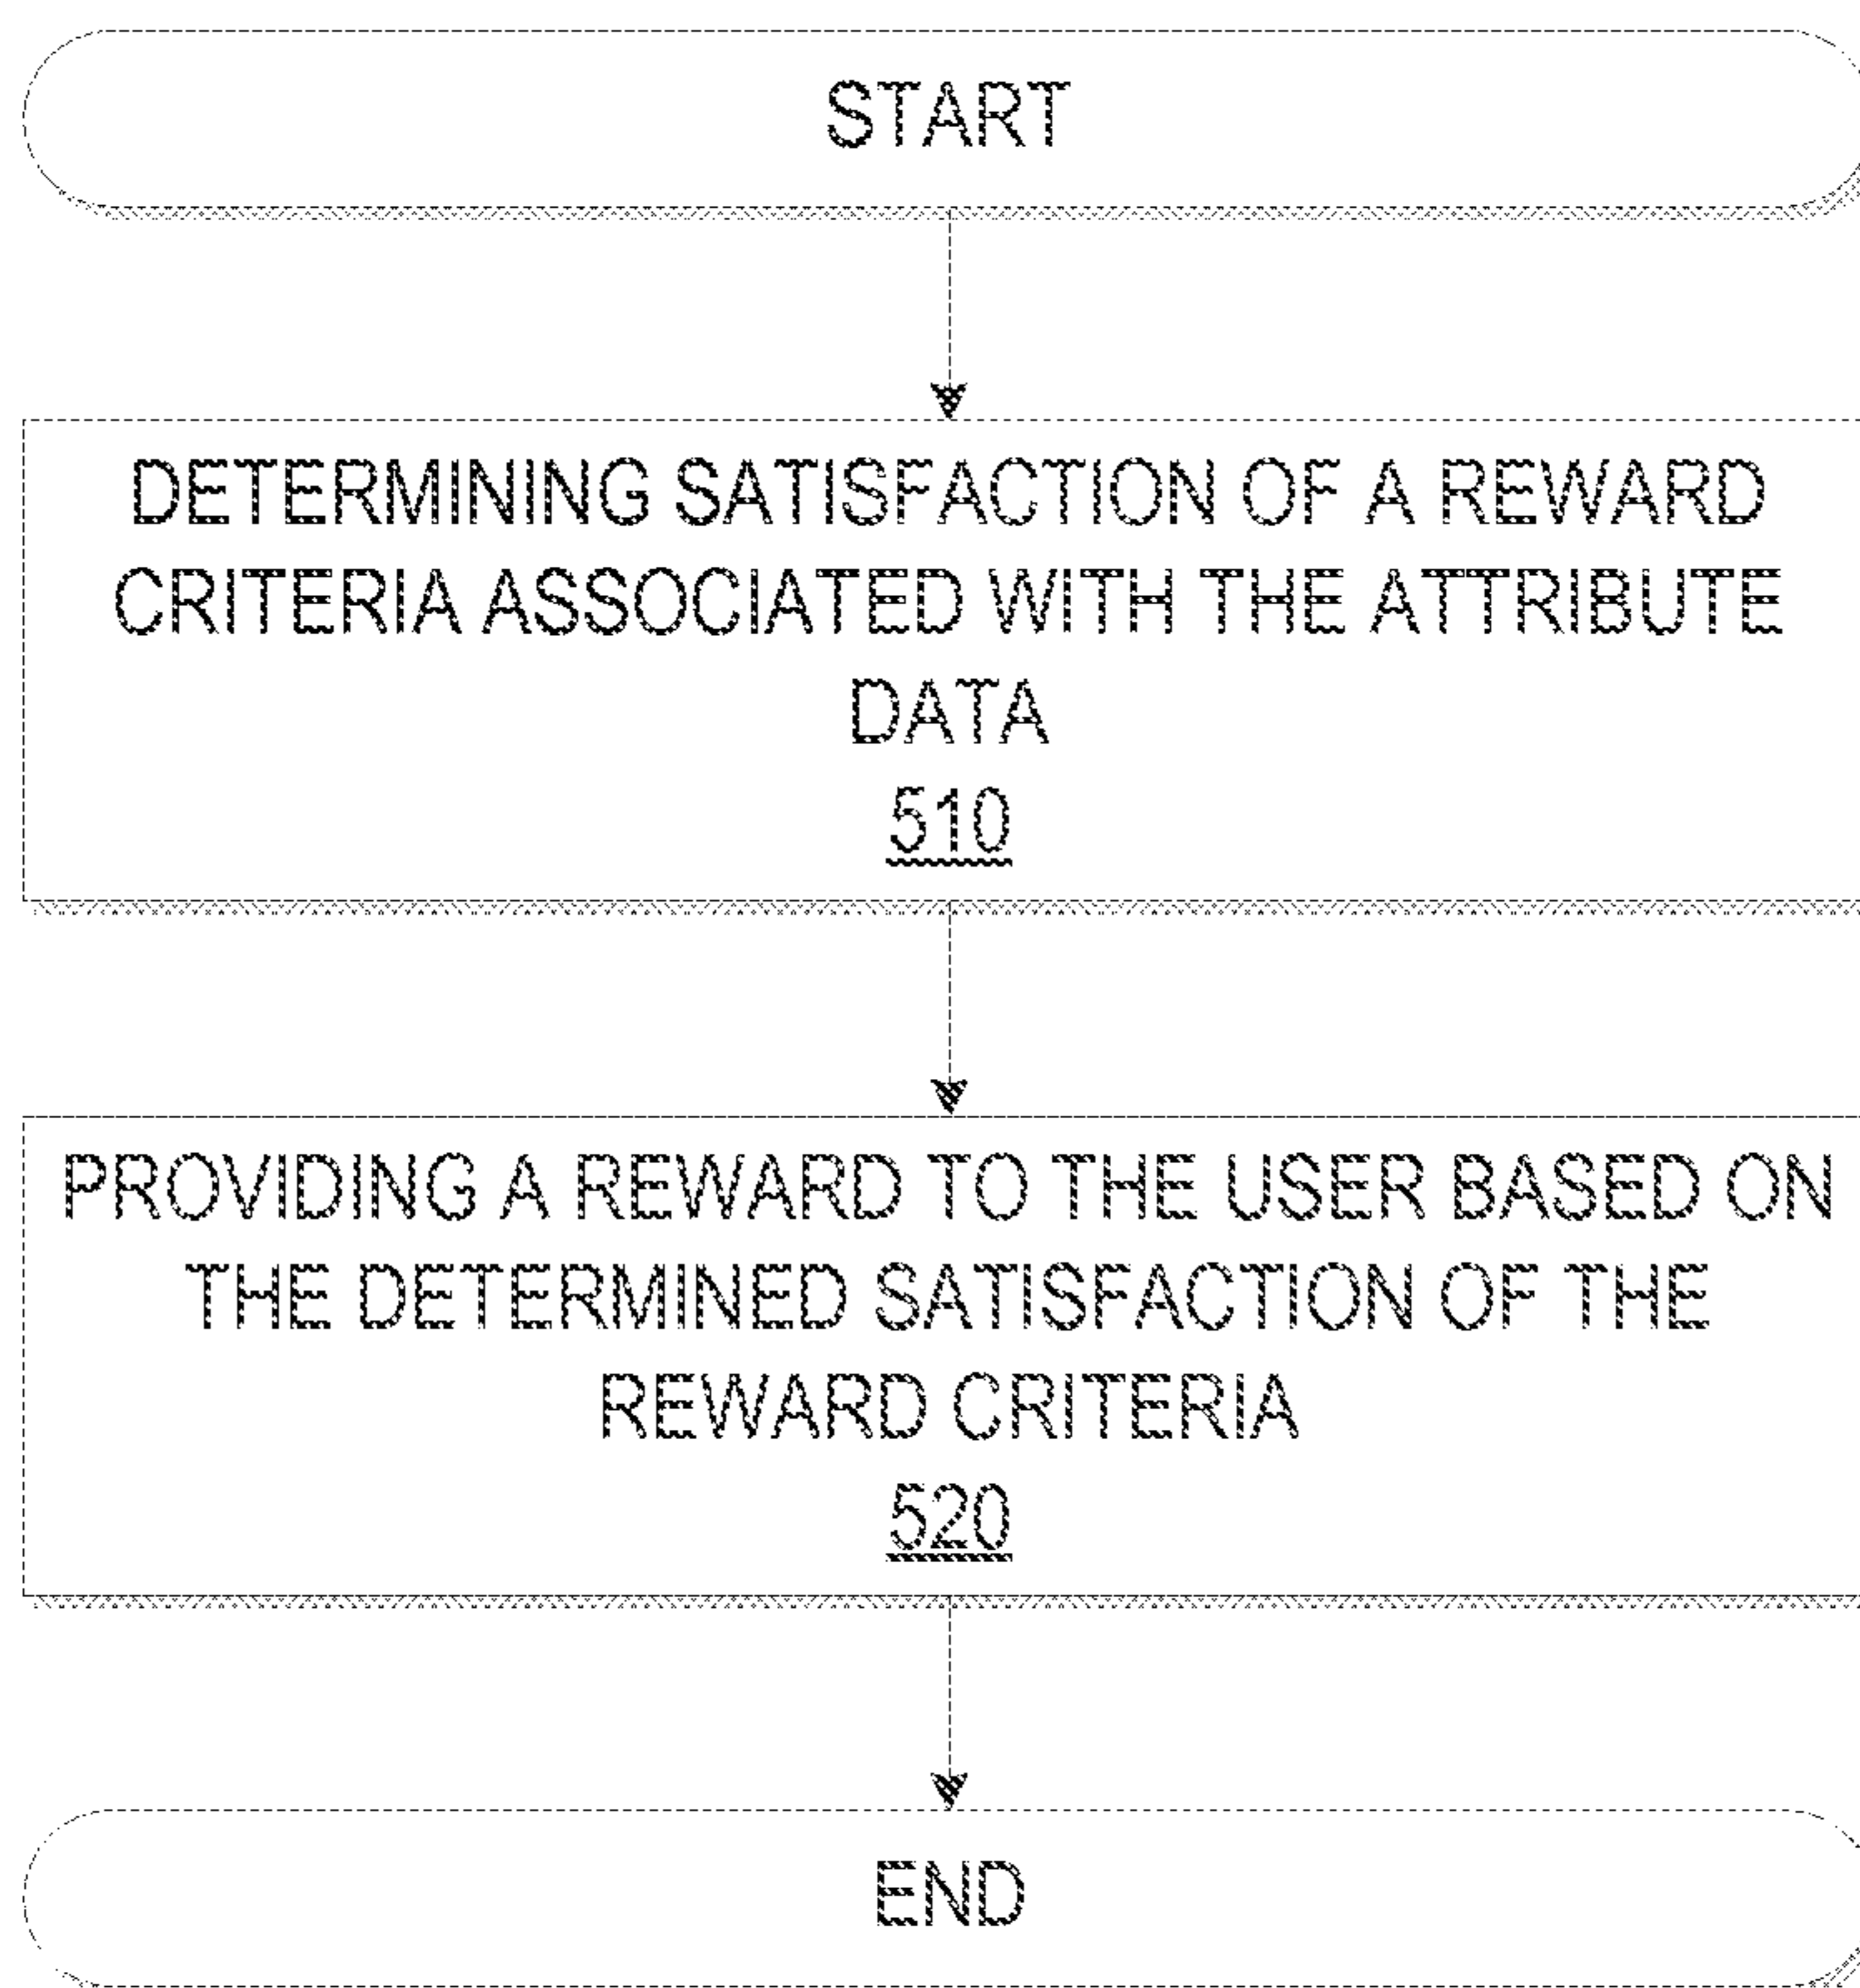 START
DETERMINING SATISFACTION OF A REWARD
CRITERIA ASSOCIATED WITH THE ATTRIBUTE
DATA
510
PROVIDING A REWARD TO THE USER BASED ON
THE DETERMINED SATISFACTION OF THE
REWARD CRITERIA
520
END